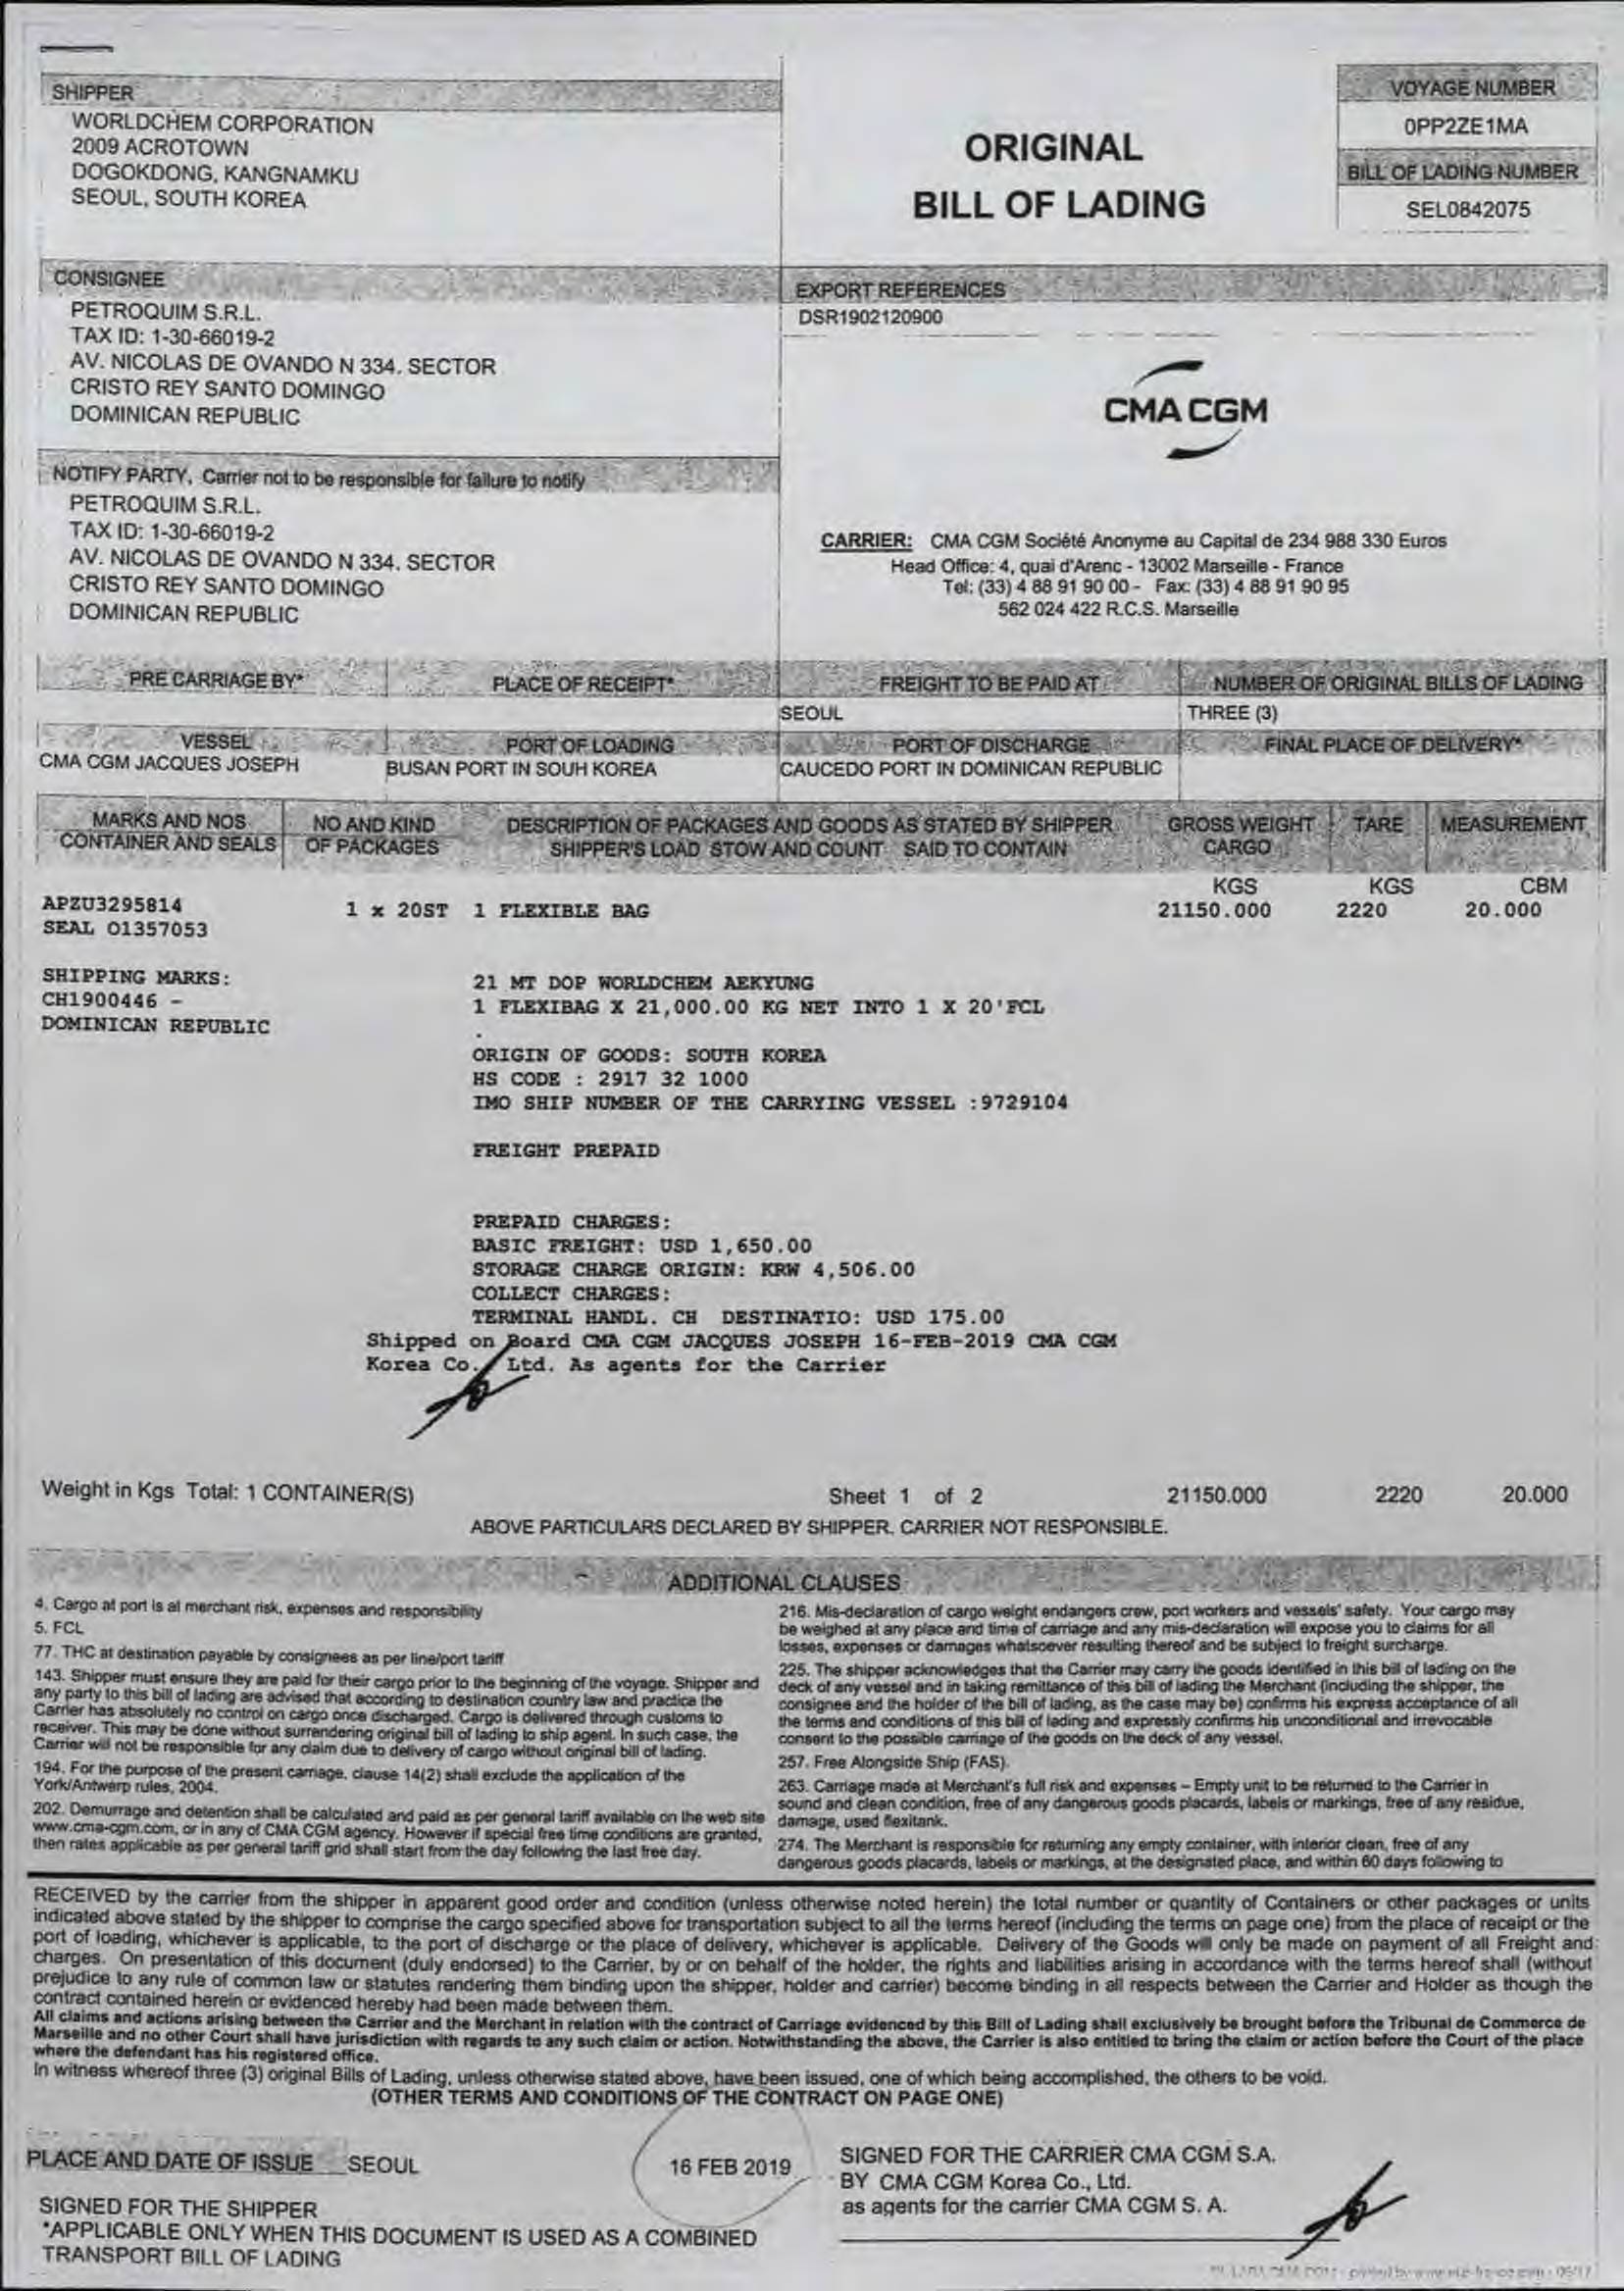 SHIPPER
WORLDCHEM CORPORATION
2009 ACROTOWN
DOGOKDONG, KANGNAMKU
SEOUL, SOUTH KOREA
ORIGINAL
BILL OF LADING
VOYAGE NUMBER
0PP2ZE1MA
BILL OF LADING NUMBER
SEL0842075
CONSIGNEE
PETROQUIM S.R.L.
TAX ID: 1-30-66019-2
AV. NICOLAS DE OVANDO N 334. SECTOR
CRISTO REY SANTO DOMINGO
DOMINICAN REPUBLIC
EXPORT REFERENCES
DSR1902120900
CMA CGM
NOTIFY PARTY, Carrier not to be responsible for failure to notify
PETROQUIM S.R.L.
TAX ID: 1-30-66019-2
AV. NICOLAS DE OVANDO N 334. SECTOR
CRISTO REY SANTO DOMINGO
DOMINICAN REPUBLIC
CARRIER: CMA CGM Société Anonyme au Capital de 234 988 330 Euros
Head Office: 4, quai d'Arenc - 13002 Marseille - France
Tel: (33) 4 88 91 90 00 - Fax: (33) 4 88 91 90 95
562 024 422 R.C.S. Marseille
PRE CARRIAGE BY* PLACE OF RECEIPT* FREIGHT TO BE PAID AT NUMBER OF ORIGINAL BILLS OF LADING
SEOUL THREE (3)
VESSEL PORT OF LOADING PORT OF DISCHARGE FINAL PLACE OF DELIVERY*
CMA CGM JACQUES JOSEPH BUSAN PORT IN SOUH KOREA CAUCEDO PORT IN DOMINICAN REPUBLIC
MARKS AND NOS NO AND KIND DESCRIPTION OF PACKAGES AND GOODS AS STATED BY SHIPPER GROSS WEIGHT TARE MEASUREMENT
CONTAINER AND SEALS OF PACKAGES SHIPPER'S LOAD STOW AND COUNT SAID TO CONTAIN CARGO
KGS KGS CBM
APZU3295814 1 x 20ST 1 FLEXIBLE BAG 21150.000 2220 20.000
SEAL O1357053
SHIPPING MARKS: 21 MT DOP WORLDCHEM AEKYUNG
CH1900446 - 1 FLEXIBAG X 21,000.00 KG NET INTO 1 X 20'FCL
DOMINICAN REPUBLIC .
ORIGIN OF GOODS: SOUTH KOREA
HS CODE : 2917 32 1000
IMO SHIP NUMBER OF THE CARRYING VESSEL :9729104
FREIGHT PREPAID
PREPAID CHARGES:
BASIC FREIGHT: USD 1,650.00
STORAGE CHARGE ORIGIN: KRW 4,506.00
COLLECT CHARGES:
TERMINAL HANDL. CH DESTINATIO: USD 175.00
Shipped on Board CMA CGM JACQUES JOSEPH 16-FEB-2019 CMA CGM
Korea Co., Ltd. As agents for the Carrier
Weight in Kgs Total: 1 CONTAINER(S) Sheet 1 of 2 21150.000 2220 20.000
ABOVE PARTICULARS DECLARED BY SHIPPER. CARRIER NOT RESPONSIBLE.
ADDITIONAL CLAUSES
4. Cargo at port is at merchant risk, expenses and responsibility
5. FCL
77. THC at destination payable by consignees as per line/port tariff
143. Shipper must ensure they are paid for their cargo prior to the beginning of the voyage. Shipper and
any party to this bill of lading are advised that according to destination country law and practice the
Carrier has absolutely no control on cargo once discharged. Cargo is delivered through customs to
receiver. This may be done without surrendering original bill of lading to ship agent. In such case, the
Carrier will not be responsible for any claim due to delivery of cargo without original bill of lading.
194. For the purpose of the present carriage, clause 14(2) shall exclude the application of the
York/Antwerp rules, 2004.
202. Demurrage and detention shall be calculated and paid as per general tariff available on the web site
www.cma-cgm.com, or in any of CMA CGM agency. However if special free time conditions are granted,
then rates applicable as per general tariff grid shall start from the day following the last free day.
216. Mis-declaration of cargo weight endangers crew, port workers and vessels' safety. Your cargo may
be weighed at any place and time of carriage and any mis-declaration will expose you to claims for all
losses, expenses or damages whatsoever resulting thereof and be subject to freight surcharge.
225. The shipper acknowledges that the Carrier may carry the goods identified in this bill of lading on the
deck of any vessel and in taking remittance of this bill of lading the Merchant (including the shipper, the
consignee and the holder of the bill of lading, as the case may be) confirms his express acceptance of all
the terms and conditions of this bill of lading and expressly confirms his unconditional and irrevocable
consent to the possible carriage of the goods on the deck of any vessel.
257. Free Alongside Ship (FAS).
263. Carriage made at Merchant's full risk and expenses – Empty unit to be returned to the Carrier in
sound and clean condition, free of any dangerous goods placards, labels or markings, free of any residue,
damage, used flexitank.
274. The Merchant is responsible for returning any empty container, with interior clean, free of any
dangerous goods placards, labels or markings, at the designated place, and within 60 days following to
RECEIVED by the carrier from the shipper in apparent good order and condition (unless otherwise noted herein) the total number or quantity of Containers or other packages or units
indicated above stated by the shipper to comprise the cargo specified above for transportation subject to all the terms hereof (including the terms on page one) from the place of receipt or the
port of loading, whichever is applicable, to the port of discharge or the place of delivery, whichever is applicable. Delivery of the Goods will only be made on payment of all Freight and
charges. On presentation of this document (duly endorsed) to the Carrier, by or on behalf of the holder, the rights and liabilities arising in accordance with the terms hereof shall (without
prejudice to any rule of common law or statutes rendering them binding upon the shipper, holder and carrier) become binding in all respects between the Carrier and Holder as though the
contract contained herein or evidenced hereby had been made between them.
All claims and actions arising between the Carrier and the Merchant in relation with the contract of Carriage evidenced by this Bill of Lading shall exclusively be brought before the Tribunal de Commerce de
Marseille and no other Court shall have jurisdiction with regards to any such claim or action. Notwithstanding the above, the Carrier is also entitled to bring the claim or action before the Court of the place
where the defendant has his registered office.
In witness whereof three (3) original Bills of Lading, unless otherwise stated above, have been issued, one of which being accomplished, the others to be void.
(OTHER TERMS AND CONDITIONS OF THE CONTRACT ON PAGE ONE)
PLACE AND DATE OF ISSUE SEOUL 16 FEB 2019
SIGNED FOR THE CARRIER CMA CGM S.A.
BY CMA CGM Korea Co., Ltd.
as agents for the carrier CMA CGM S. A.
SIGNED FOR THE SHIPPER
*APPLICABLE ONLY WHEN THIS DOCUMENT IS USED AS A COMBINED
TRANSPORT BILL OF LADING